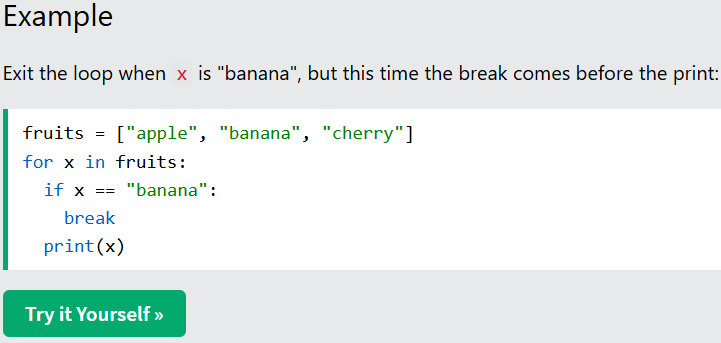 Example
Exit the loop when x is "banana", but this time the break comes before the print:
fruits = ["apple", "banana", "cherry"]
for x in fruits:
  if x == "banana":
    break
  print(x)
Try it Yourself »